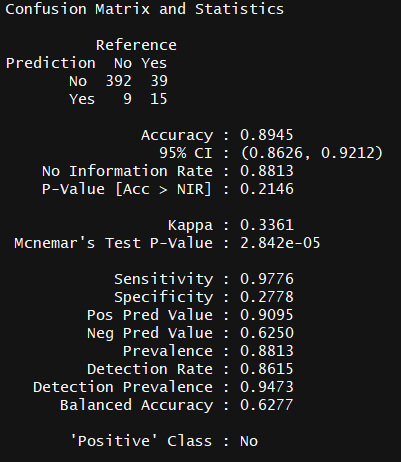 Confusion Matrix and Statistics
Reference
Prediction No Yes
No 392 39
Yes 9 15
Accuracy : 0.8945
95% CI : (0.8626, 0.9212)
No Information Rate : 0.8813
P-Value [Acc > NIR] : 0.2146
Kappa : 0.3361
Mcnemar's Test P-Value : 2.842e-05
Sensitivity : 0.9776
Specificity : 0.2778
Pos Pred Value : 0.9095
Neg Pred Value : 0.6250
Prevalence : 0.8813
Detection Rate : 0.8615
Detection Prevalence : 0.9473
Balanced Accuracy : 0.6277
'Positive' Class : No